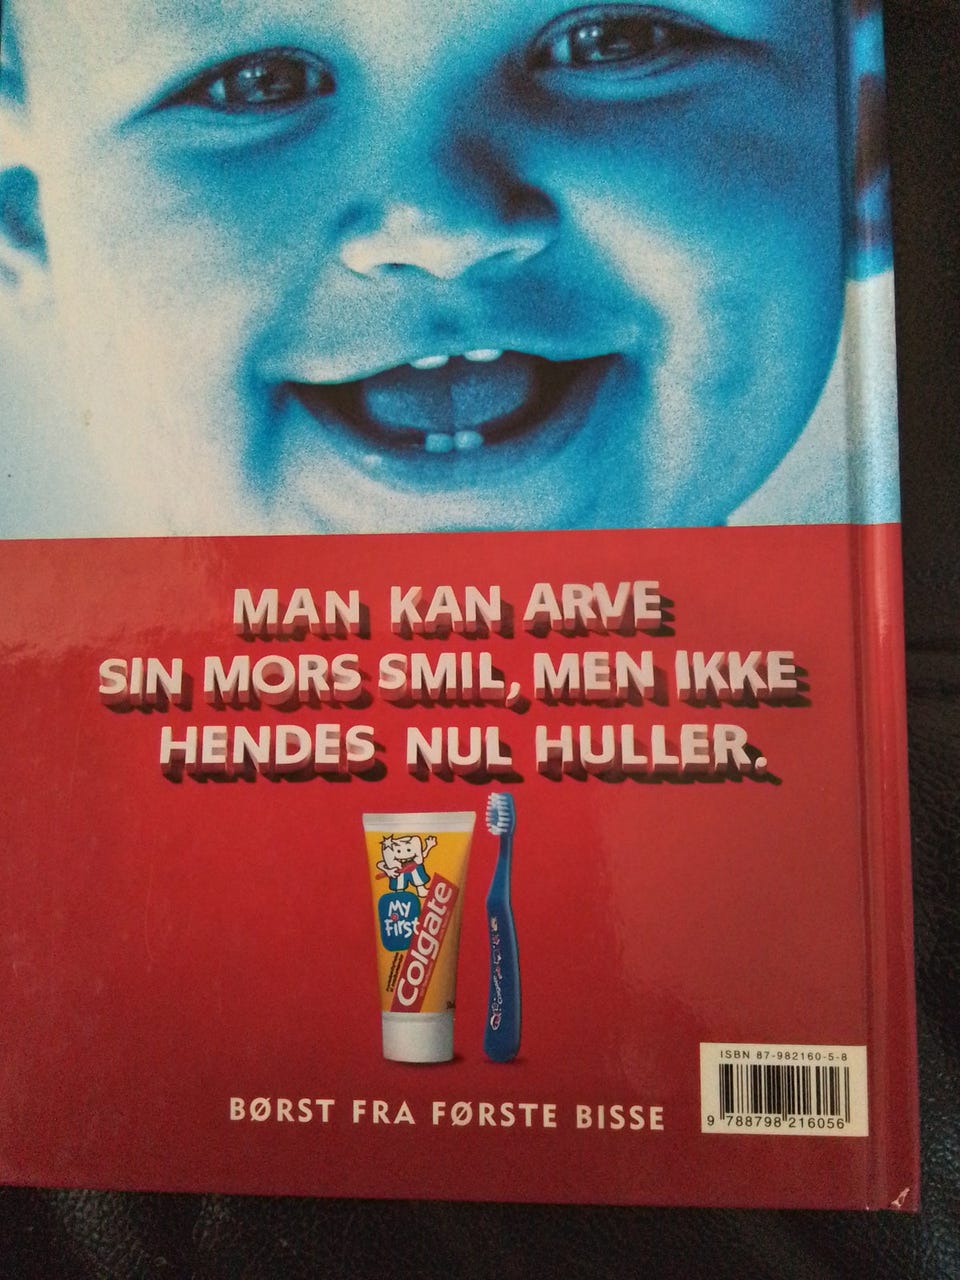 MAN KAN ARVE
SIN MORS SMIL, MEN IKKE
HENDES NUL HULLER.
My
First
Colgate
BØRST FRA FØRSTE BISSE
ISBN 87-982160-5-8
9 788798 216056